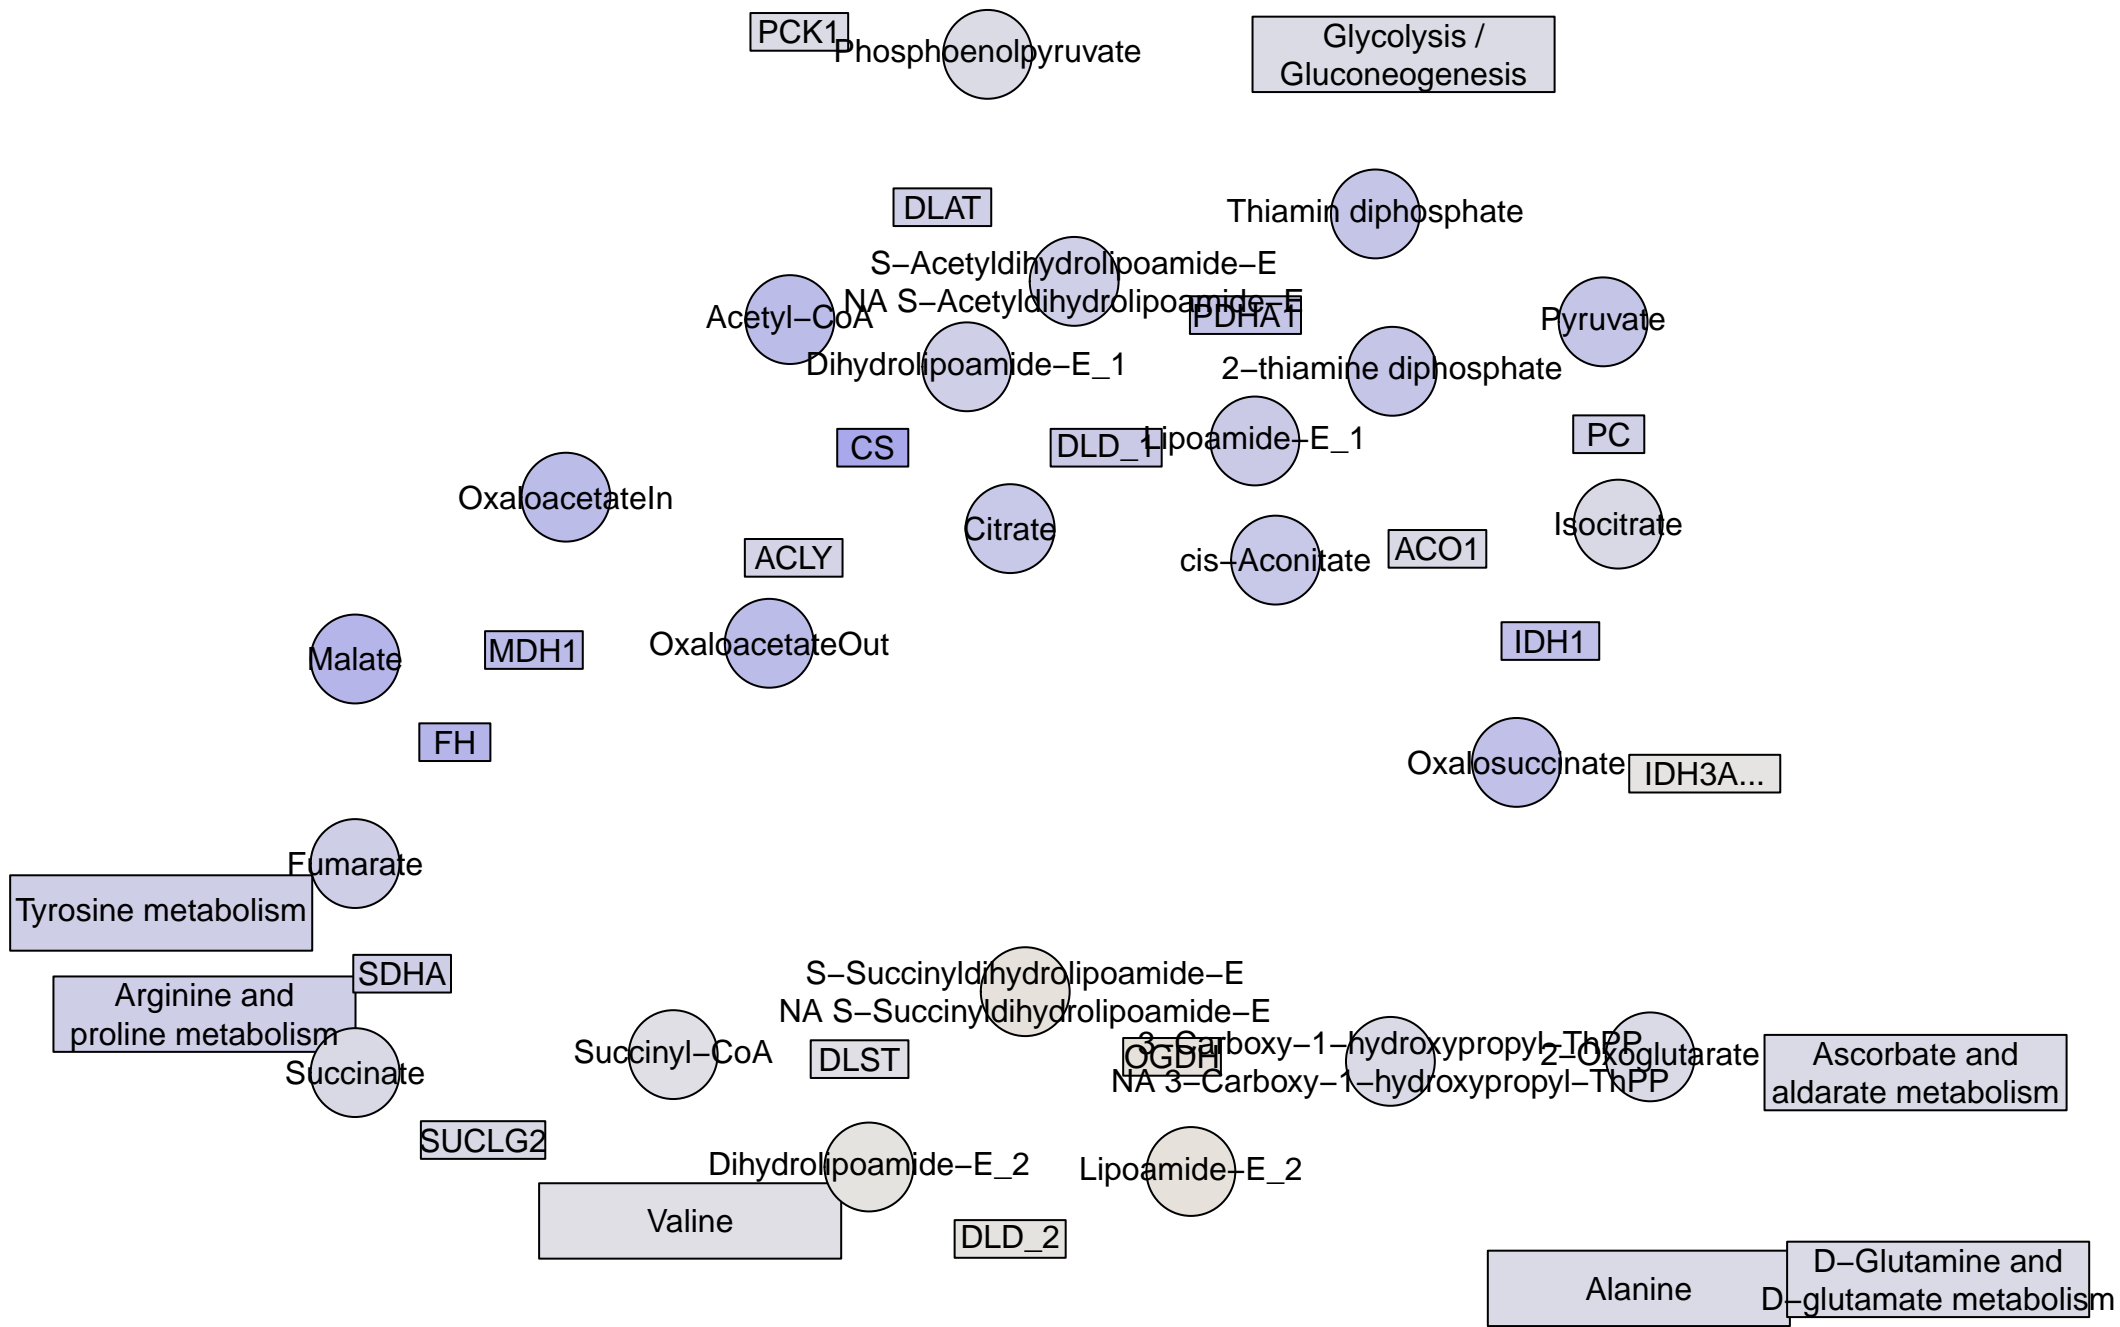 PCK1
Phosphoenolpyruvate
Glycolysis /
Gluconeogenesis
DLAT
Thiamin diphosphate
S−Acetyldihydrolipoamide−E
NA S−Acetyldihydrolipoamide−E
PDHA1
Acetyl−CoA
Pyruvate
Dihydrolipoamide−E_1
2−thiamine diphosphate
CS
DLD_1
Lipoamide−E_1
PC
OxaloacetateIn
Citrate
Isocitrate
ACLY
cis−Aconitate
ACO1
Malate
MDH1
OxaloacetateOut
IDH1
FH
Oxalosuccinate
IDH3A...
Fumarate
Tyrosine metabolism
SDHA
Arginine and
proline metabolism
Succinate
S−Succinyldihydrolipoamide−E
NA S−Succinyldihydrolipoamide−E
Succinyl−CoA
DLST
OGDH
3−Carboxy−1−hydroxypropyl−ThPP
NA 3−Carboxy−1−hydroxypropyl−ThPP
2−Oxoglutarate
Ascorbate and
aldarate metabolism
SUCLG2
Dihydrolipoamide−E_2
Lipoamide−E_2
Valine
DLD_2
Alanine
D−Glutamine and
D−glutamate metabolism